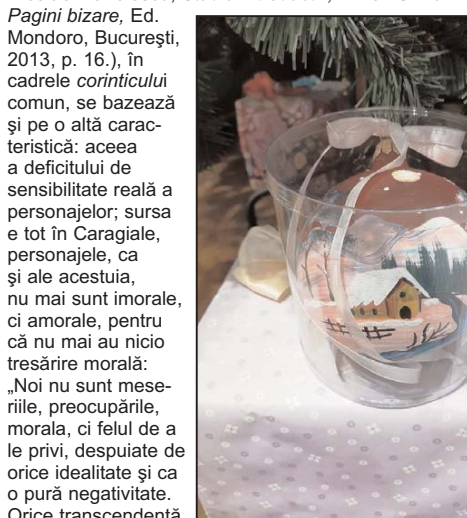 Pagini bizare, Ed.
Mondoro, Bucureşti,
2013, p. 16.), în
cadrele corinticului
comun, se bazează
şi pe o altă carac-
teristică: aceea
a deficitului de
sensibilitate reală a
personajelor; sursa
e tot în Caragiale,
personajele, ca
şi ale acestuia,
nu mai sunt imorale,
ci amorale, pentru
că nu mai au nicio
tresărire morală:
„Noi nu sunt mese-
riile, preocupările,
morala, ci felul de a
le privi, despuiate de
orice idealitate şi ca
o pură negativitate.
Orice transcendenţă